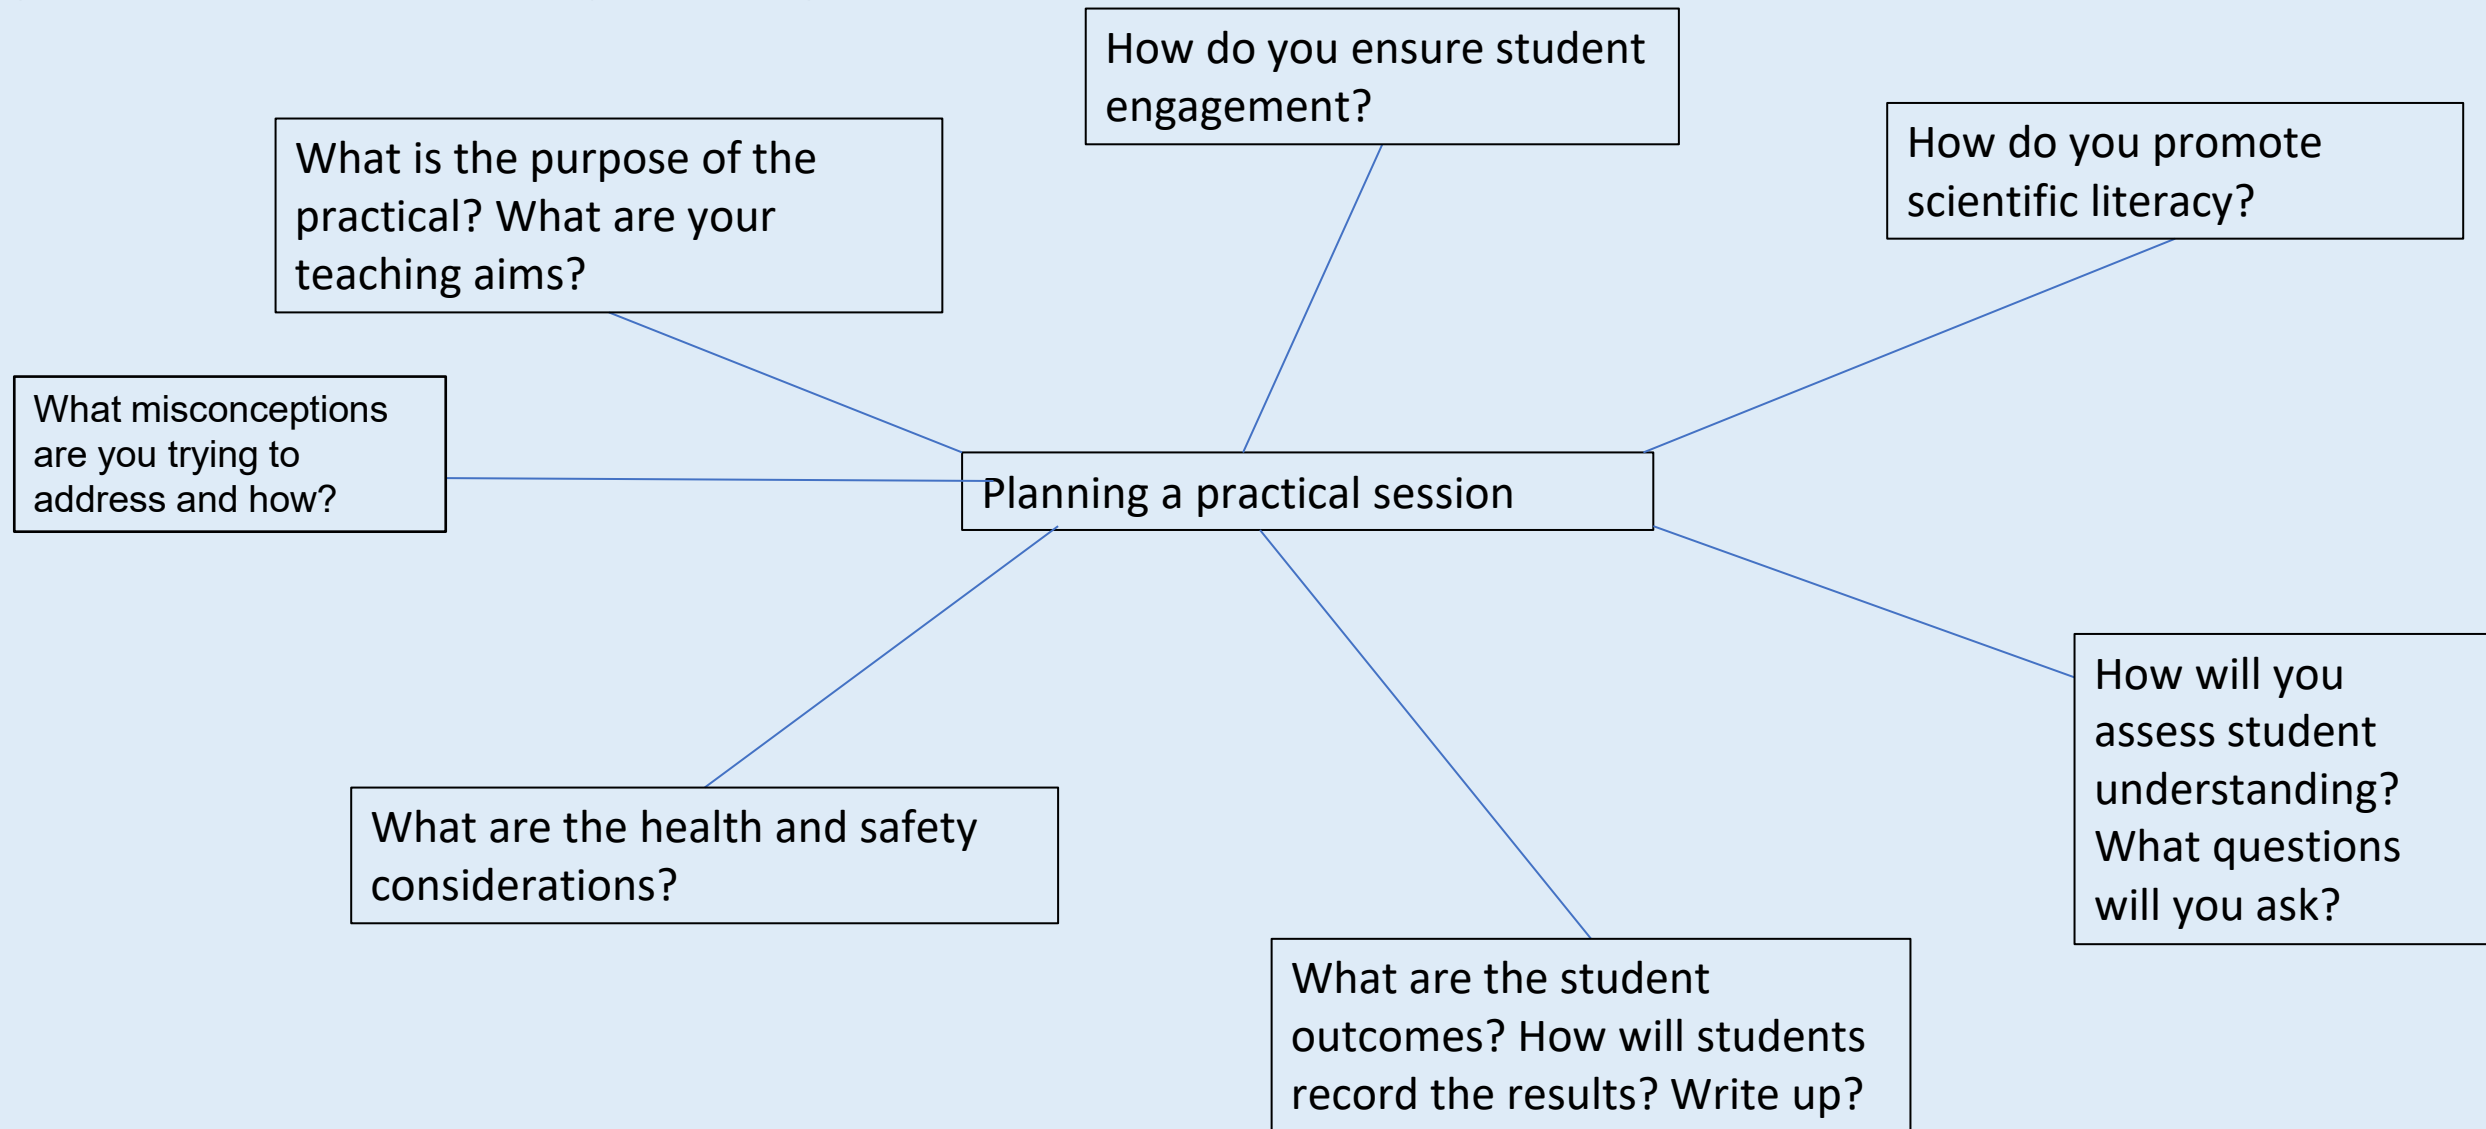 How do you ensure student
engagement?
What is the purpose of the
practical? What are your
teaching aims?
How do you promote
scientific literacy?
What misconceptions
are you trying to
address and how?
Planning a practical session
How will you
assess student
understanding?
What questions
will you ask?
What are the health and safety
considerations?
What are the student
outcomes? How will students
record the results? Write up?